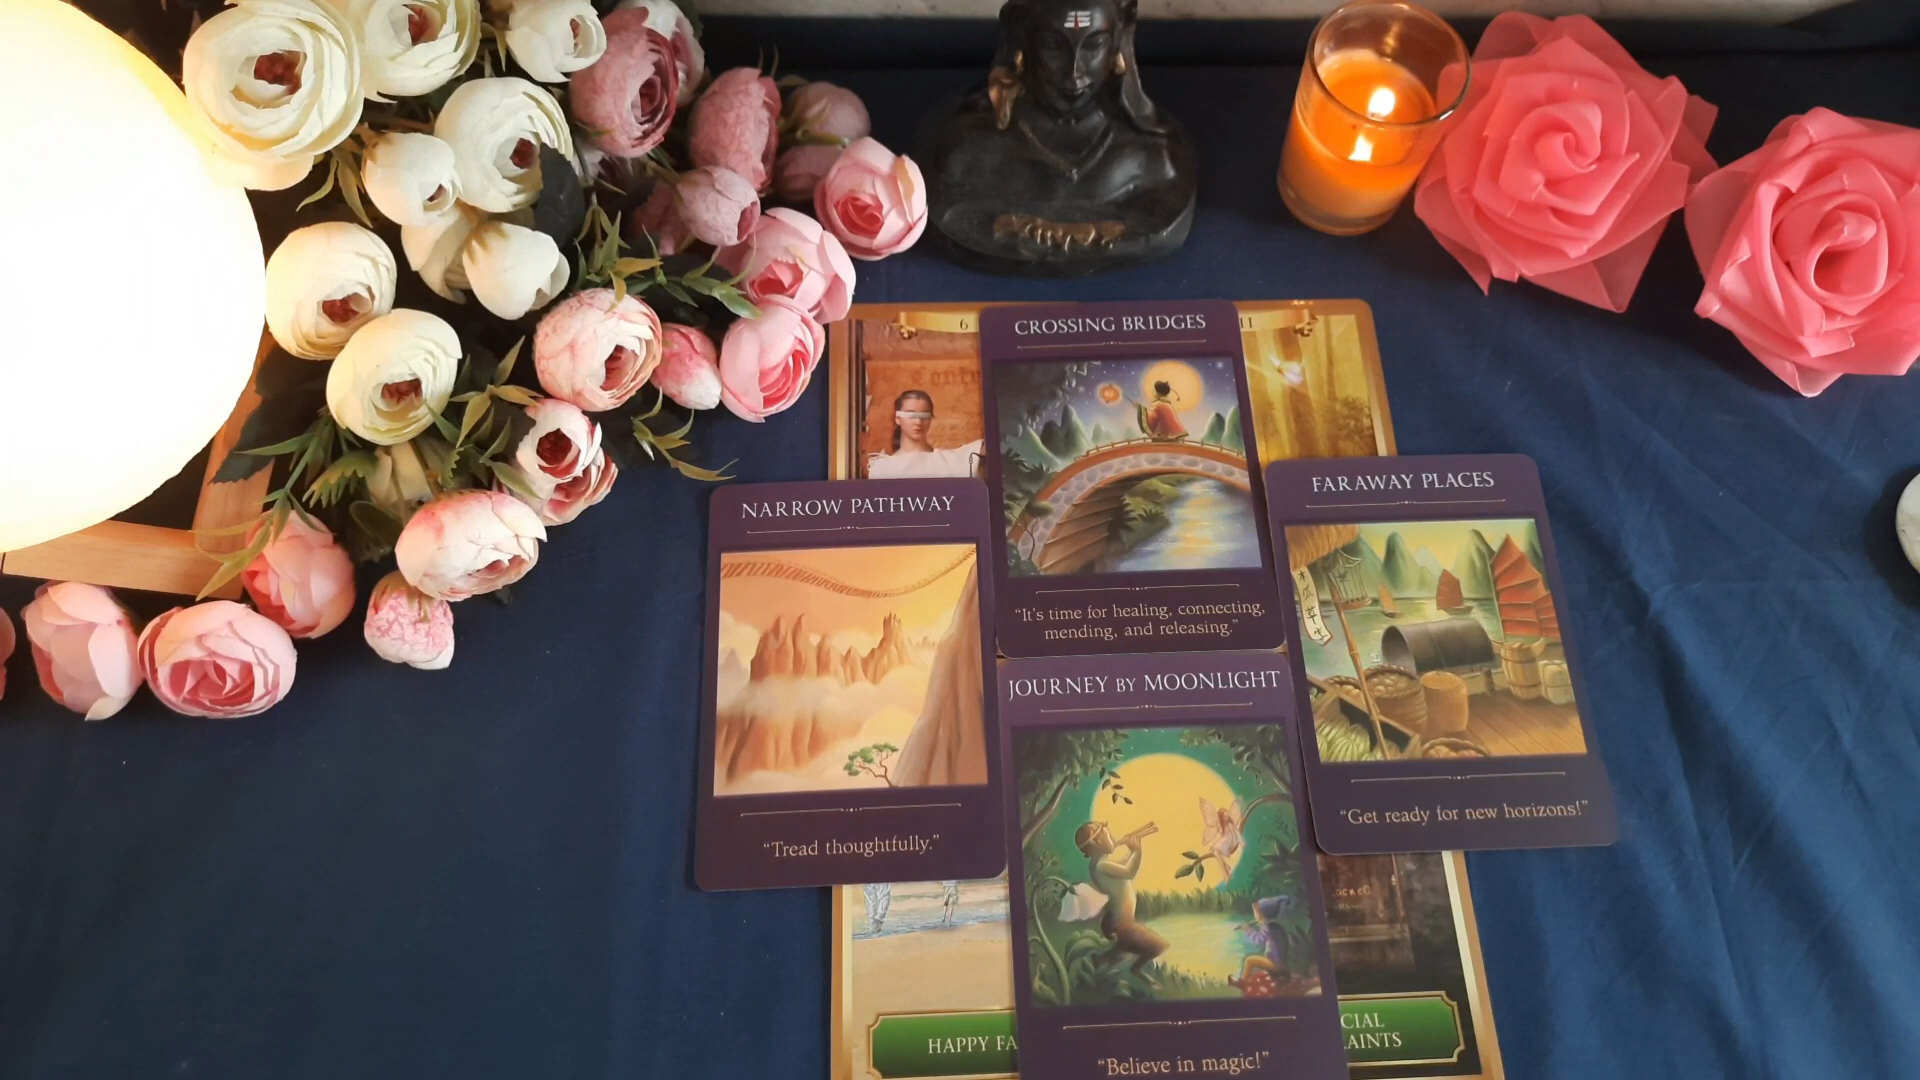 6
CROSSING BRIDGES
II
"It's time for healing, connecting,
mending, and releasing."
NARROW PATHWAY
"Tread thoughtfully."
FARAWAY PLACES
"Get ready for new horizons!"
JOURNEY BY MOONLIGHT
"Believe in magic!"
HAPPY FA
CIAL
AINTS